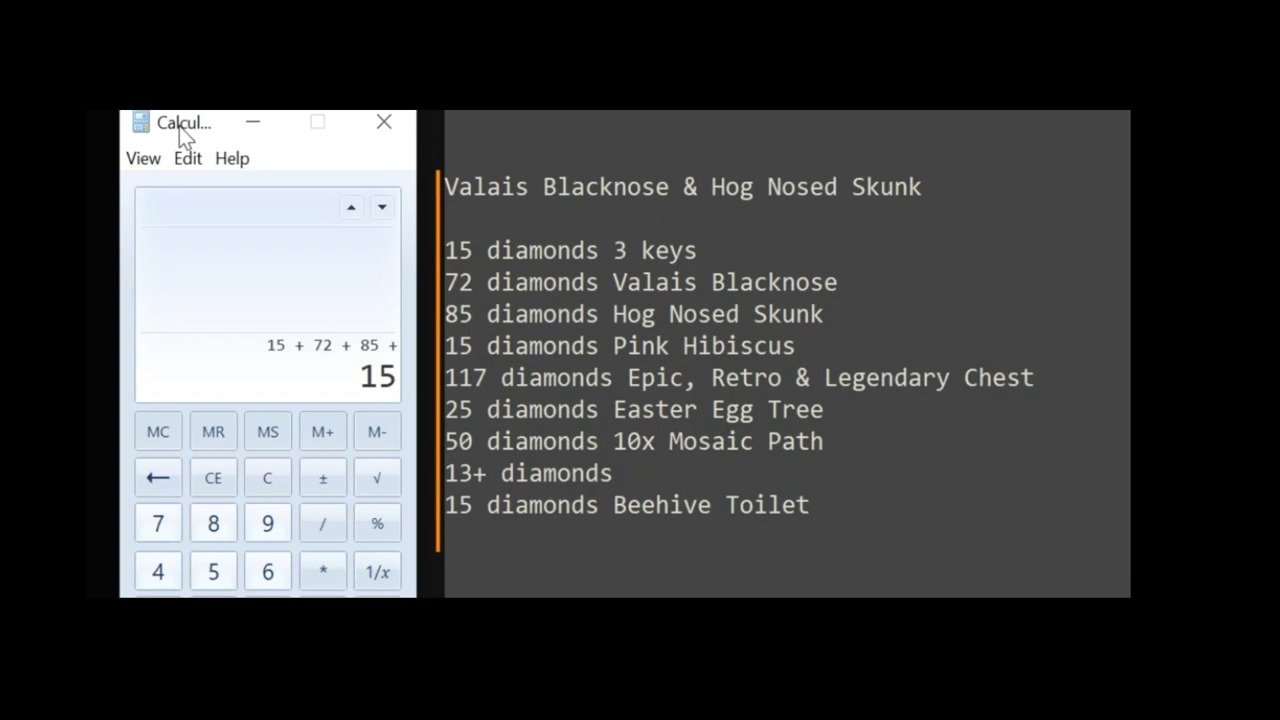 Calcul...
View Edit Help
15 + 72 + 85 +
15
MC MR MS M+ M-
← CE C ± √
7 8 9 / %
4 5 6 * 1/x
Valais Blacknose & Hog Nosed Skunk
15 diamonds 3 keys
72 diamonds Valais Blacknose
85 diamonds Hog Nosed Skunk
15 diamonds Pink Hibiscus
117 diamonds Epic, Retro & Legendary Chest
25 diamonds Easter Egg Tree
50 diamonds 10x Mosaic Path
13+ diamonds
15 diamonds Beehive Toilet